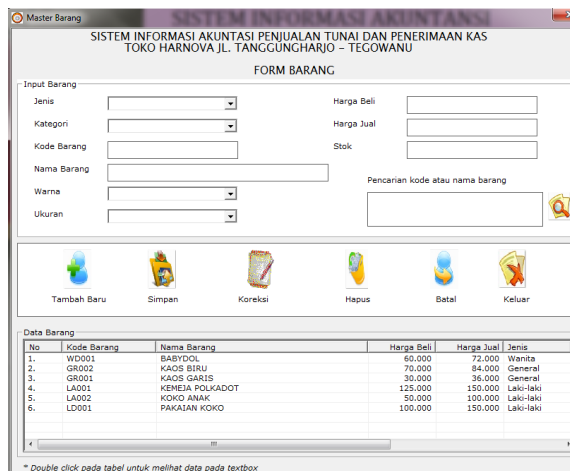 Master Barang
SISTEM INFORMASI AKUNTANSI
SISTEM INFORMASI AKUNTASI PENJUALAN TUNAI DAN PENERIMAAN KAS
TOKO HARNOVA JL. TANGGUNGHARJO - TEGOWANU
FORM BARANG
Input Barang
Jenis
Harga Beli
Kategori
Harga Jual
Kode Barang
Stok
Nama Barang
Pencarian kode atau nama barang
Warna
Ukuran
Tambah Baru Simpan Koreksi Hapus Batal Keluar
Data Barang
No Kode Barang Nama Barang Harga Beli Harga Jual Jenis
1. WD001 BABYDOL 60.000 72.000 Wanita
2. GR002 KAOS BIRU 70.000 84.000 General
3. GR001 KAOS GARIS 30.000 36.000 General
4. LA001 KEMEJA POLKADOT 125.000 150.000 Laki-laki
5. LA002 KOKO ANAK 50.000 100.000 Laki-laki
6. LD001 PAKAIAN KOKO 100.000 150.000 Laki-laki
* Double click pada tabel untuk melihat data pada textbox